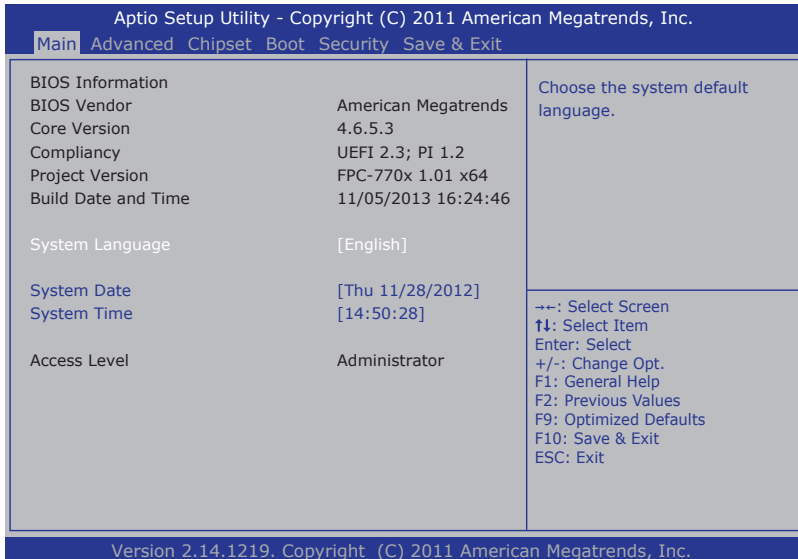 Aptio Setup Utility - Copyright (C) 2011 American Megatrends, Inc.
Main Advanced Chipset Boot Security Save & Exit
BIOS Information
BIOS Vendor American Megatrends
Core Version 4.6.5.3
Compliancy UEFI 2.3; PI 1.2
Project Version FPC-770x 1.01 x64
Build Date and Time 11/05/2013 16:24:46
System Language [English]
System Date [Thu 11/28/2012]
System Time [14:50:28]
Access Level Administrator
Choose the system default
language.
→←: Select Screen
↑↓: Select Item
Enter: Select
+/-: Change Opt.
F1: General Help
F2: Previous Values
F9: Optimized Defaults
F10: Save & Exit
ESC: Exit
Version 2.14.1219. Copyright (C) 2011 American Megatrends, Inc.